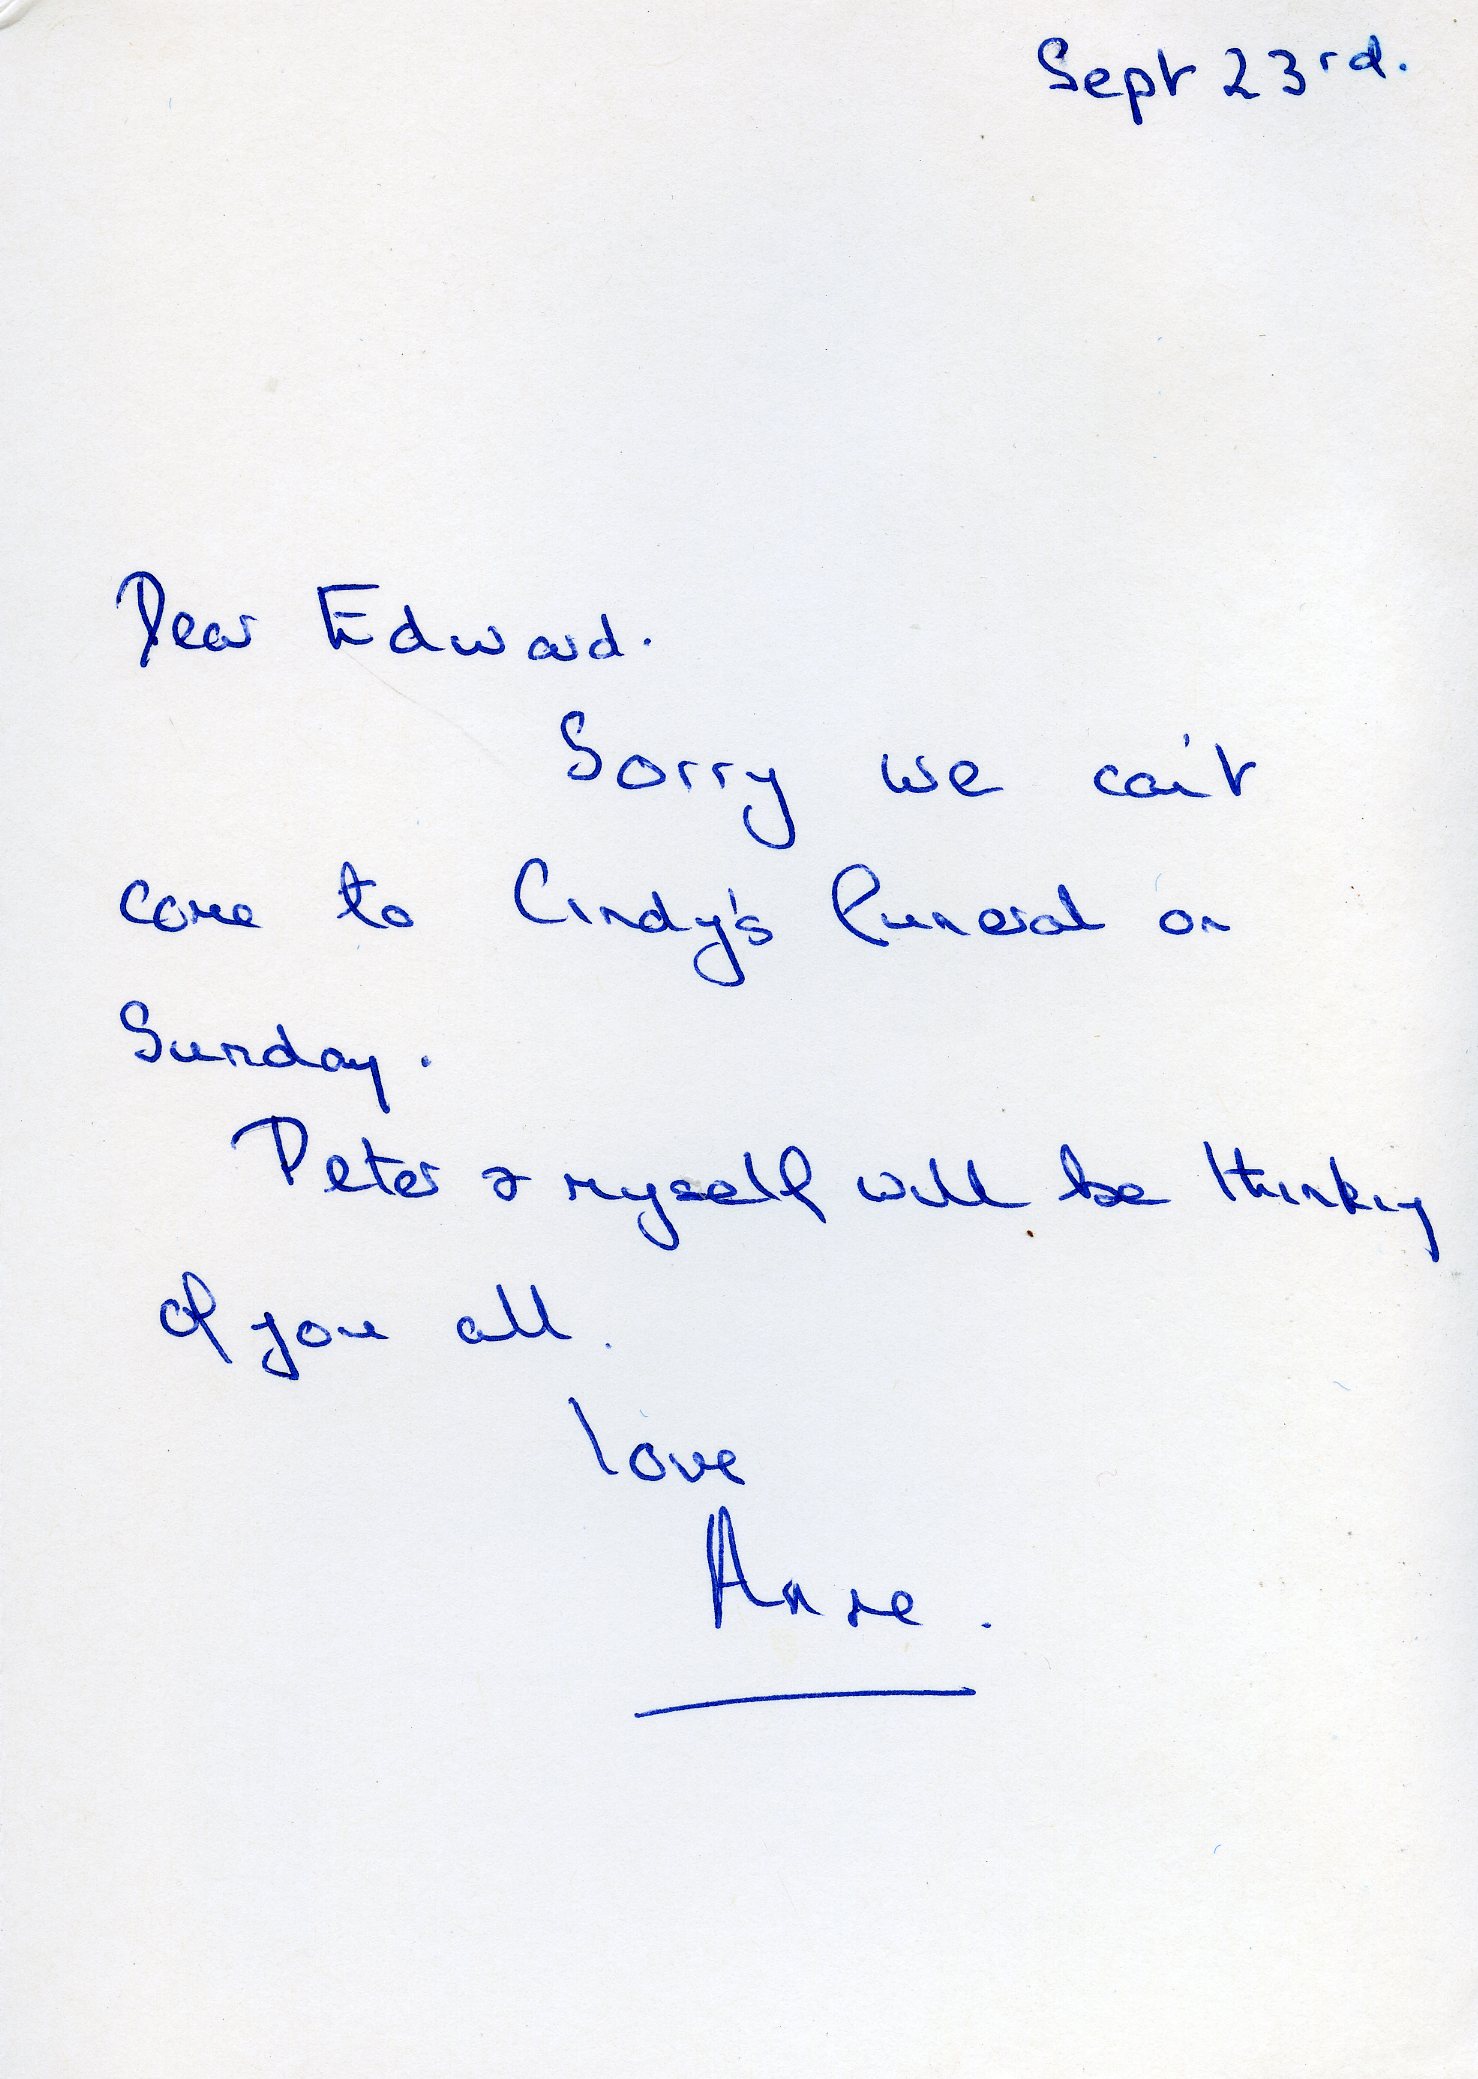 Sept 23rd.
Dear Edward.
Sorry we can't
come to Cindy's funeral on
Sunday.
Peter & myself will be thinking
of you all.
love
Anne.